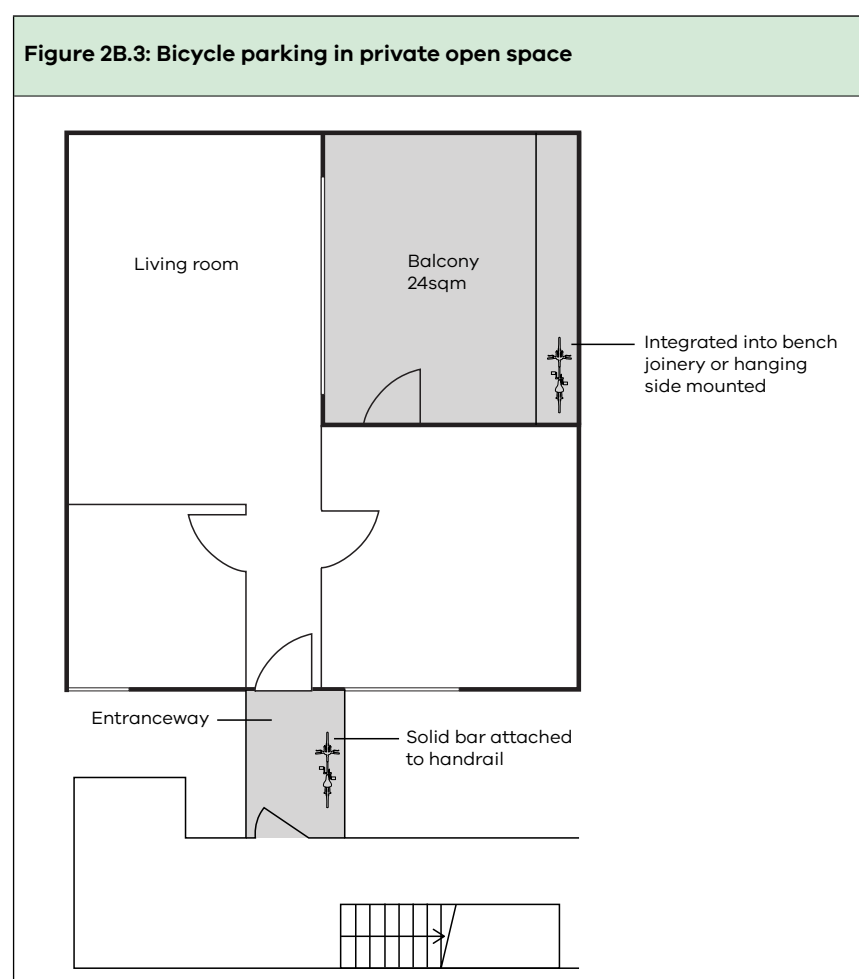 Figure 2B.3: Bicycle parking in private open space
Living room
Balcony
24sqm
Integrated into bench
joinery or hanging
side mounted
Entranceway
Solid bar attached
to handrail